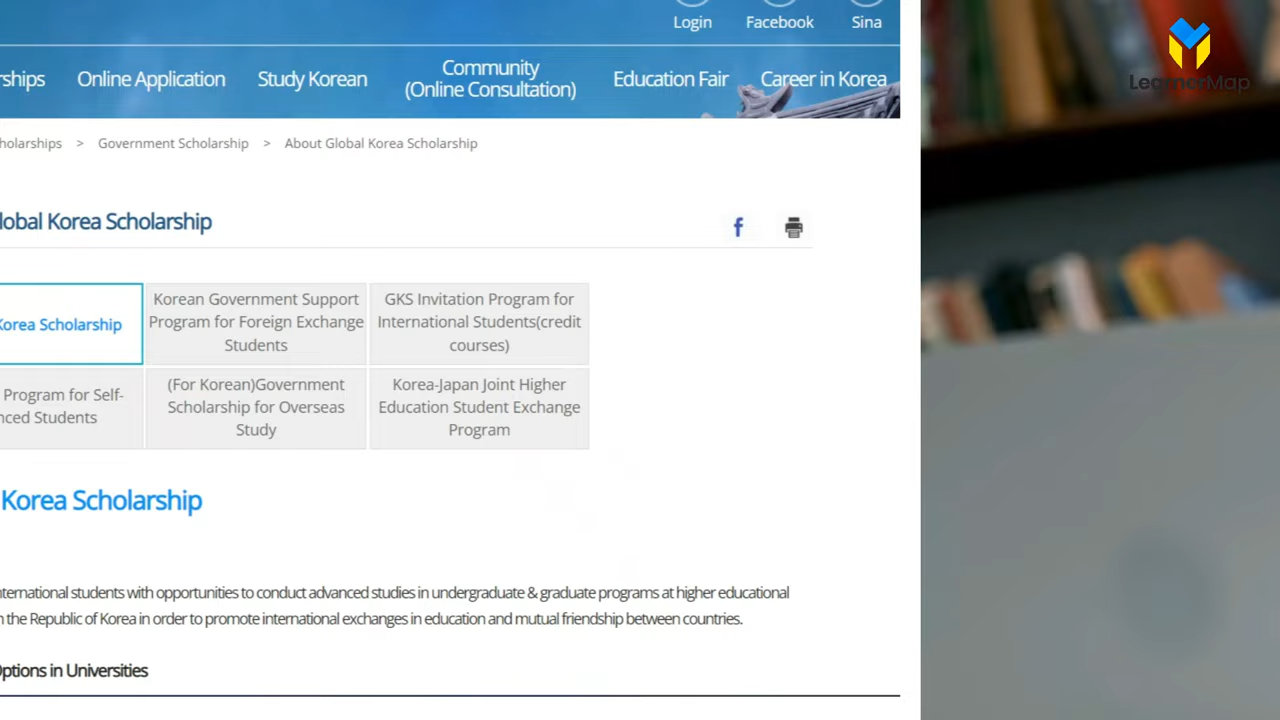 Login Facebook Sina
LearnerMap
rships Online Application Study Korean Community (Online Consultation) Education Fair Career in Korea
holarships > Government Scholarship > About Global Korea Scholarship
lobal Korea Scholarship
Korea Scholarship
Korean Government Support
Program for Foreign Exchange
Students
GKS Invitation Program for
International Students(credit
courses)
Program for Self-
nced Students
(For Korean)Government
Scholarship for Overseas
Study
Korea-Japan Joint Higher
Education Student Exchange
Program
Korea Scholarship
nternational students with opportunities to conduct advanced studies in undergraduate & graduate programs at higher educational
n the Republic of Korea in order to promote international exchanges in education and mutual friendship between countries.
Options in Universities